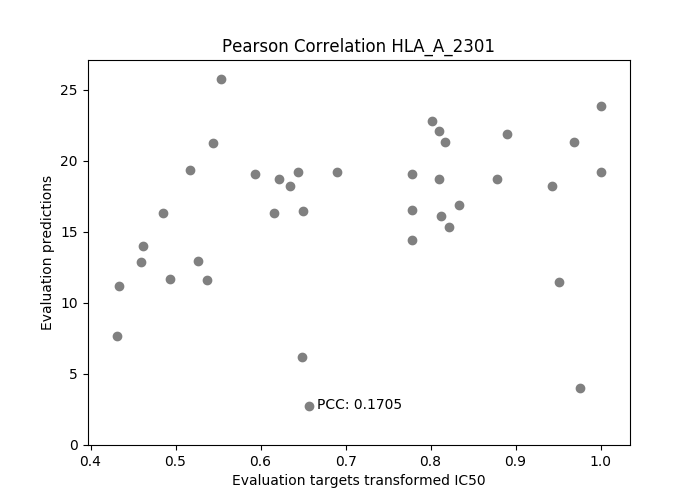 Pearson Correlation HLA_A_2301
Evaluation predictions
25
20
15
10
5
0
PCC: 0.1705
0.4 0.5 0.6 0.7 0.8 0.9 1.0
Evaluation targets transformed IC50